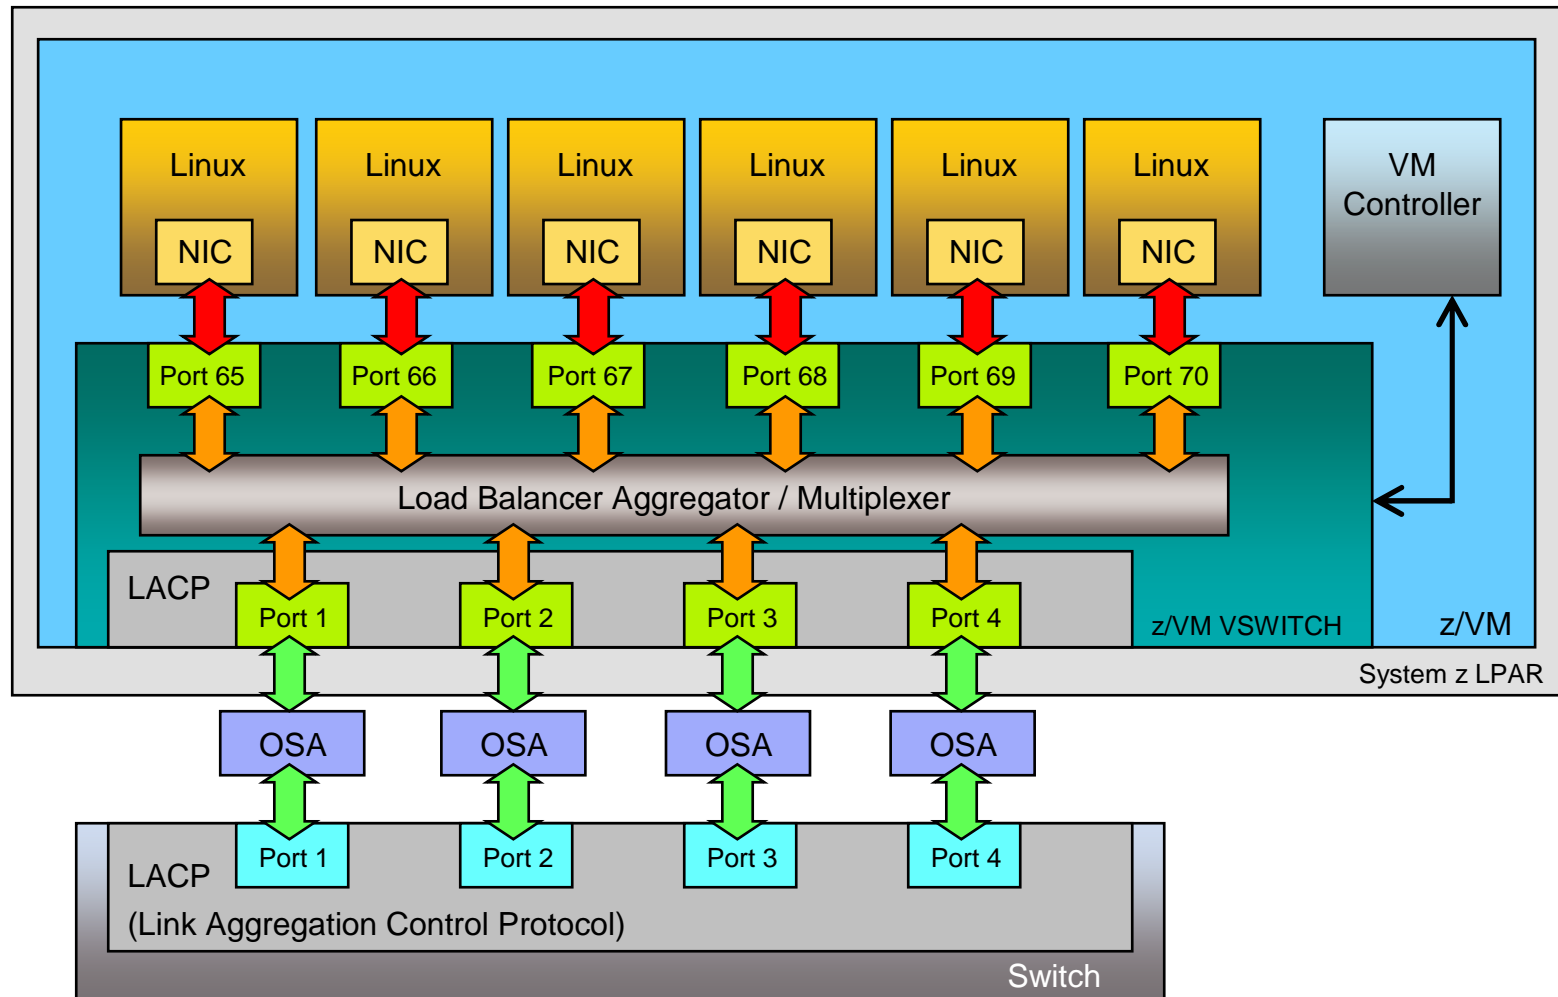 Linux
Linux
Linux
Linux
Linux
Linux
VM
Controller
NIC
NIC
NIC
NIC
NIC
NIC
Port 65
Port 66
Port 67
Port 68
Port 69
Port 70
Load Balancer Aggregator / Multiplexer
LACP
Port 1
Port 2
Port 3
Port 4
z/VM VSWITCH
z/VM
System z LPAR
OSA
OSA
OSA
OSA
Port 1
Port 2
Port 3
Port 4
LACP
(Link Aggregation Control Protocol)
Switch